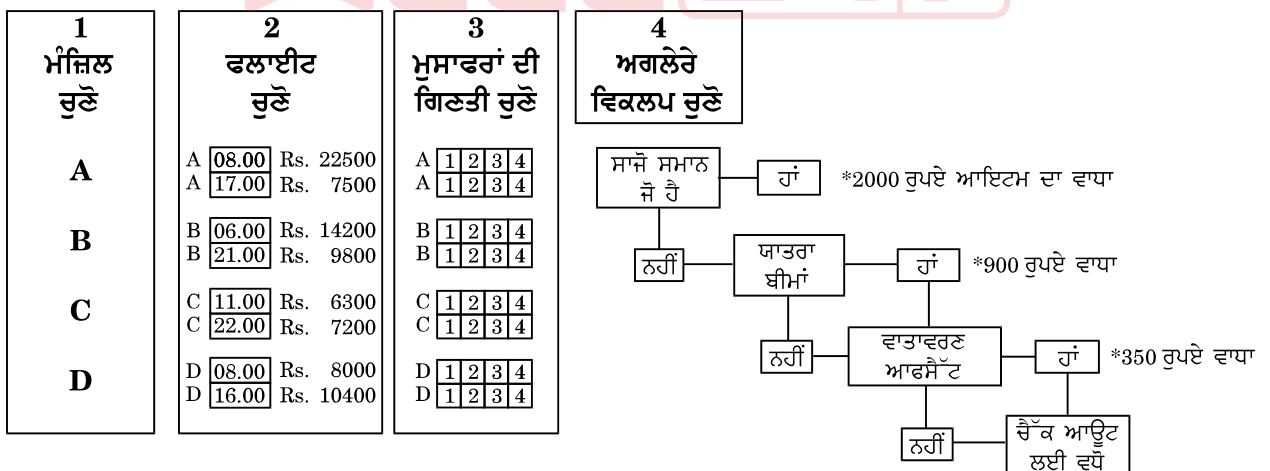 1
ਮੰਜ਼ਿਲ
ਚੁਣੋ
A
B
C
D
2
ਫਲਾਈਟ
ਚੁਣੋ
A 08.00 Rs. 22500
A 17.00 Rs. 7500
B 06.00 Rs. 14200
B 21.00 Rs. 9800
C 11.00 Rs. 6300
C 22.00 Rs. 7200
D 08.00 Rs. 8000
D 16.00 Rs. 10400
3
ਮੁਸਾਫਰਾਂ ਦੀ
ਗਿਣਤੀ ਚੁਣੋ
A 1 2 3 4
A 1 2 3 4
B 1 2 3 4
B 1 2 3 4
C 1 2 3 4
C 1 2 3 4
D 1 2 3 4
D 1 2 3 4
4
ਅਗਲੇਰੇ
ਵਿਕਲਪ ਚੁਣੋ
ਸਾਜੋ ਸਮਾਨ
ਜੋ ਹੈ
ਹਾਂ *2000 ਰੁਪਏ ਆਇਟਮ ਦਾ ਵਾਧਾ
ਨਹੀਂ
ਯਾਤਰਾ
ਬੀਮਾਂ
ਹਾਂ *900 ਰੁਪਏ ਵਾਧਾ
ਨਹੀਂ
ਵਾਤਾਵਰਣ
ਆਫਸੈੱਟ
ਹਾਂ *350 ਰੁਪਏ ਵਾਧਾ
ਨਹੀਂ
ਚੈੱਕ ਆਊਟ
ਲਈ ਵਧੋ